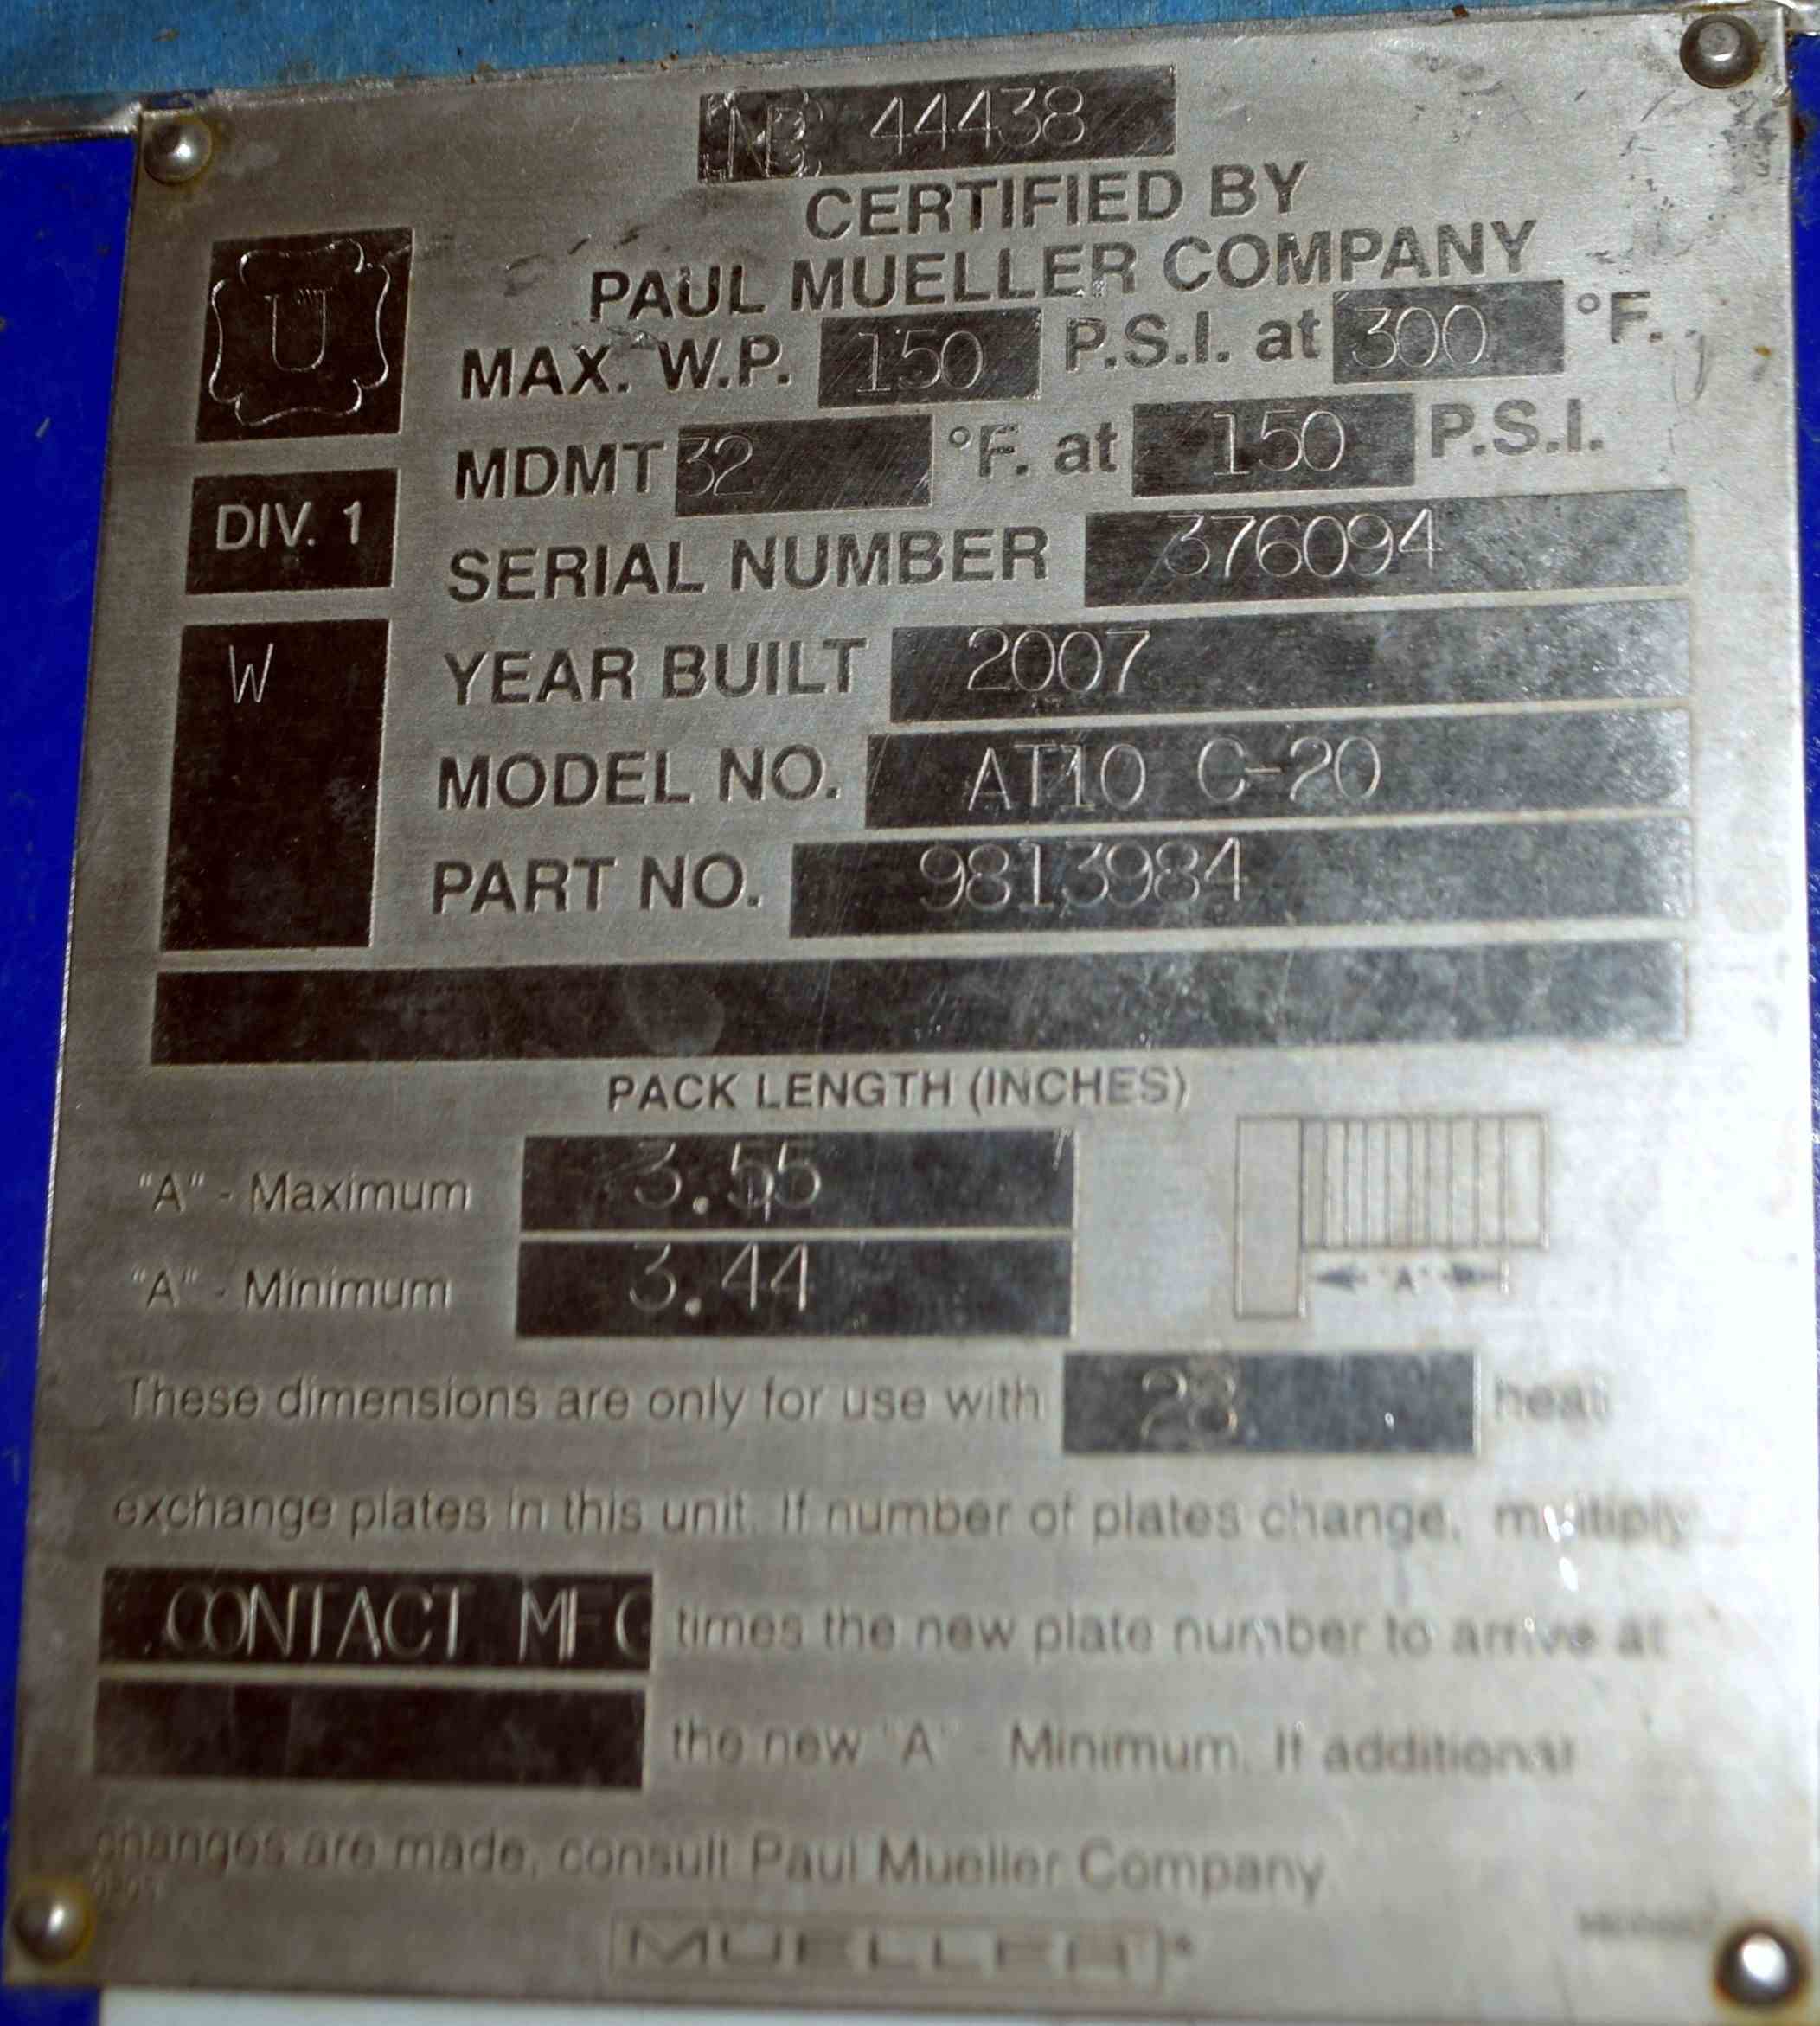 NB 44438
CERTIFIED BY
PAUL MUELLER COMPANY
U
MAX. W.P. 150 P.S.I. at 300 °F.
MDMT 32 °F. at 150 P.S.I.
DIV. 1
SERIAL NUMBER 376094
W
YEAR BUILT 2007
MODEL NO. AT10 C-20
PART NO. 9813984
PACK LENGTH (INCHES)
"A" - Maximum 3.55
"A" - Minimum 3.44
"A"
These dimensions are only for use with 23 heat
exchange plates in this unit. If number of plates change, multiply
CONTACT MFG times the new plate number to arrive at
the new "A" - Minimum. If additional
changes are made, consult Paul Mueller Company.
MUELLER®